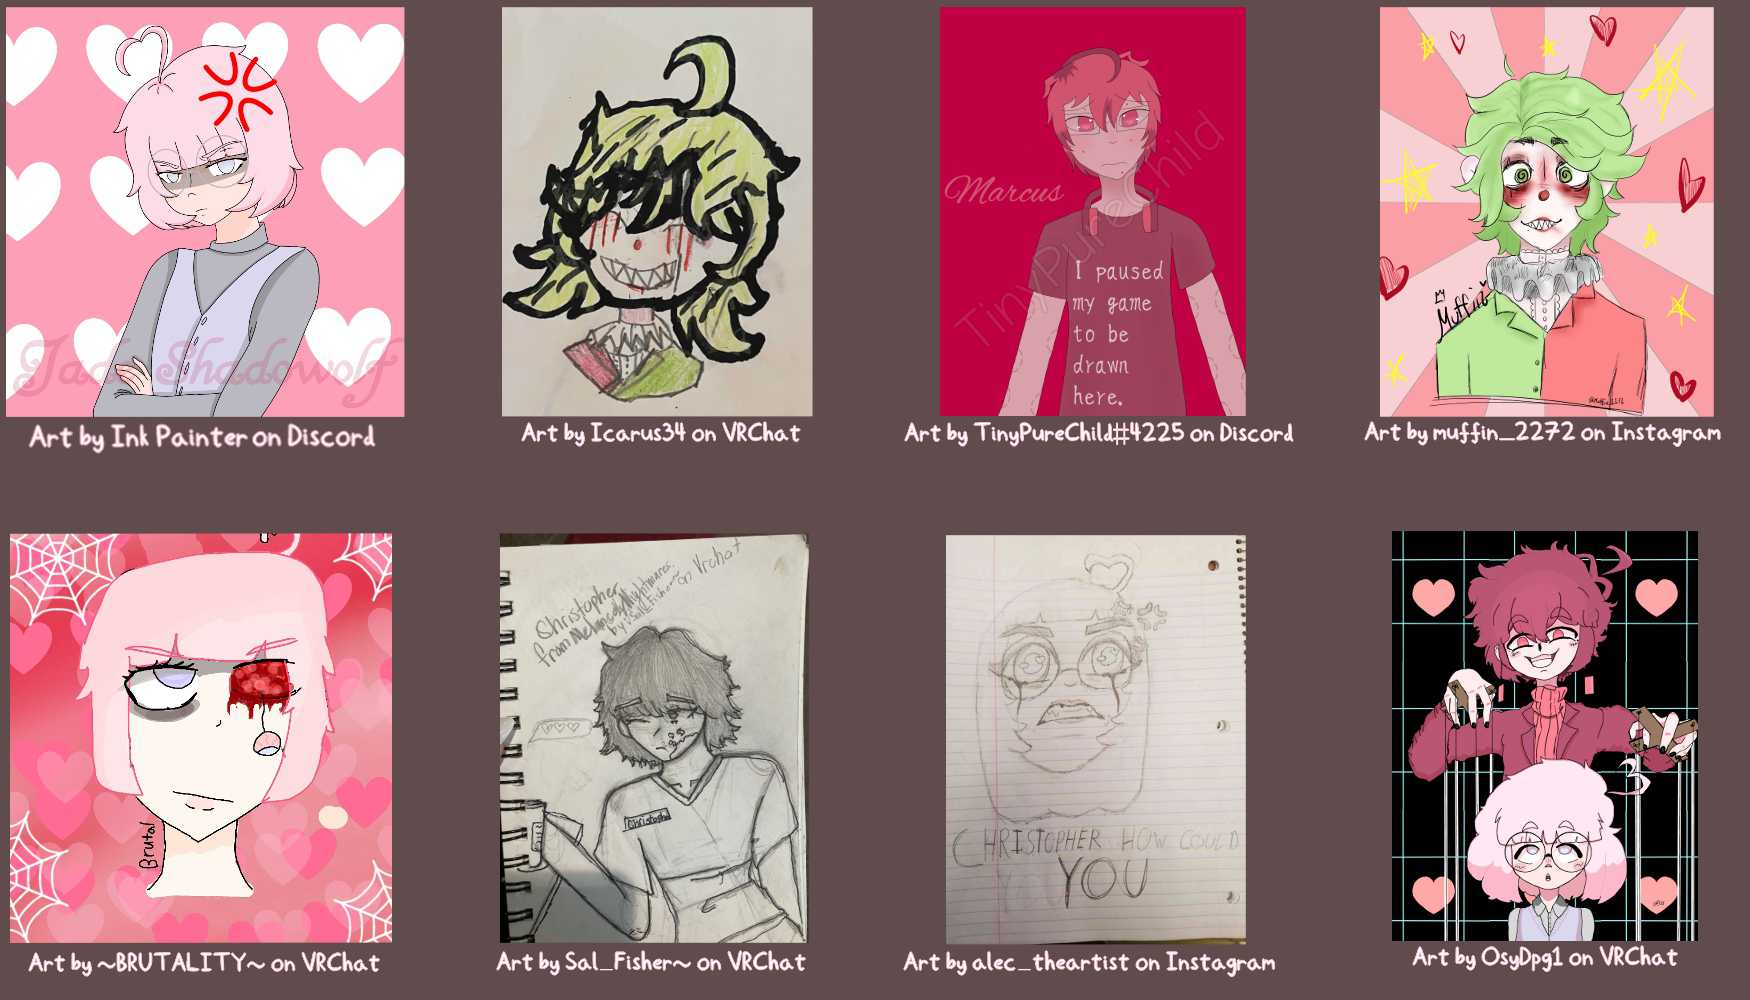 Jade Shadowolf
Art by Ink Painter on Discord
Art by Icarus34 on VRChat
Marcus
TinyPureChild
I paused
my game
to be
drawn
here.
Art by TinyPureChild#4225 on Discord
Muffin
Art by muffin_2272 on Instagram
Brutal
Art by ~BRUTALITY~ on VRChat
Christopher
from MelancholyNightmares
by: Sal_Fisher~ on Vrchat
Christopher
Art by Sal_Fisher~ on VRChat
CHRISTOPHER HOW COULD
YOU
Art by alec_theartist on Instagram
Art by OsyDpg1 on VRChat